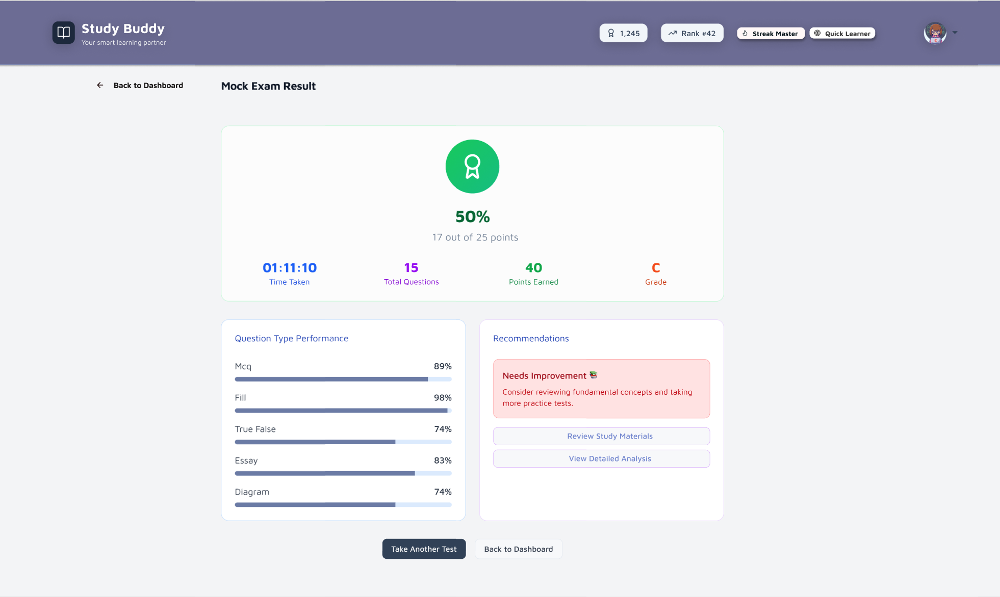 Study Buddy
Your smart learning partner
1,245
Rank #42
Streak Master
Quick Learner
Back to Dashboard
Mock Exam Result
50%
17 out of 25 points
01:11:10
Time Taken
15
Total Questions
40
Points Earned
C
Grade
Question Type Performance
Mcq 89%
Fill 98%
True False 74%
Essay 83%
Diagram 74%
Recommendations
Needs Improvement 📚
Consider reviewing fundamental concepts and taking
more practice tests.
Review Study Materials
View Detailed Analysis
Take Another Test
Back to Dashboard